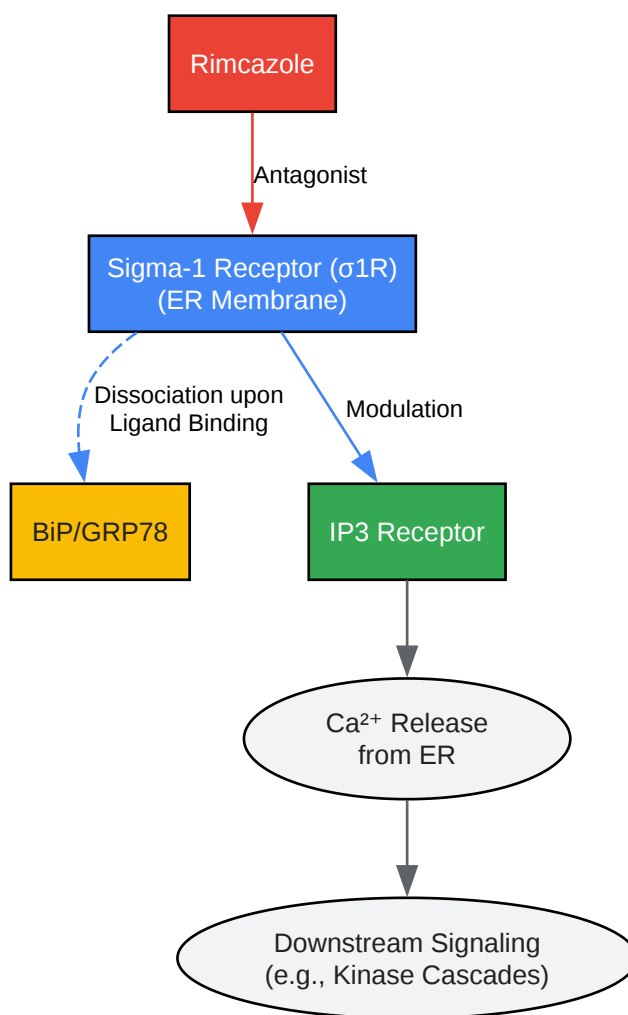 Rimcazole
Antagonist
Sigma-1 Receptor (σ1R)
(ER Membrane)
Dissociation upon
Ligand Binding
Modulation
BiP/GRP78
IP3 Receptor
Ca²⁺ Release
from ER
Downstream Signaling
(e.g., Kinase Cascades)